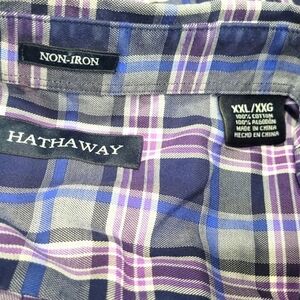 NON-IRON
HATHAWAY
XXL/XXG
100% COTTON
100% ALGODÓN
MADE IN CHINA
HECHO EN CHINA